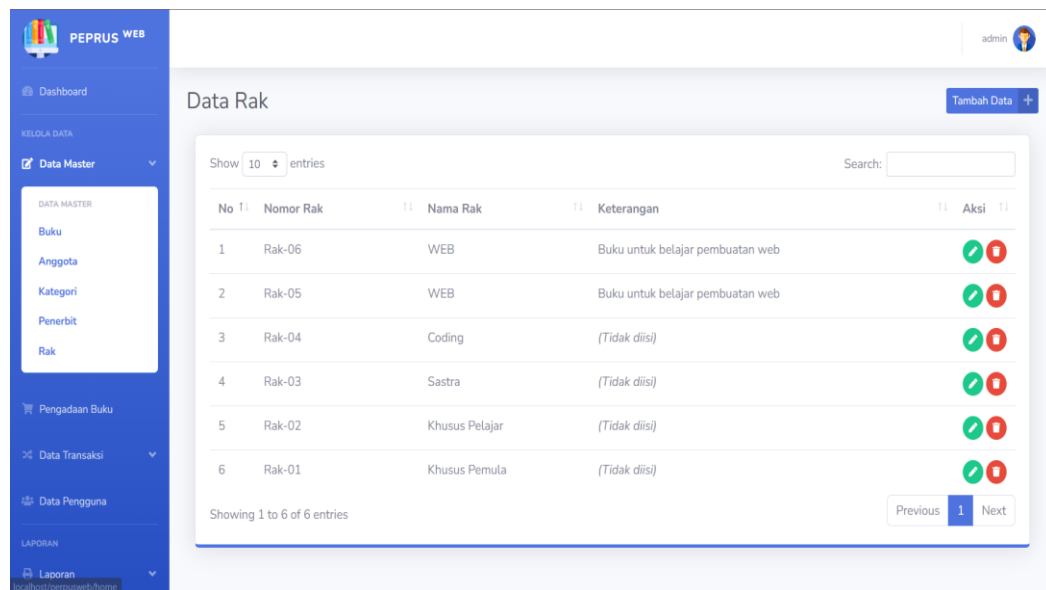 PEPRUS WEB
admin
Dashboard
KELOLA DATA
Data Master
DATA MASTER
Buku
Anggota
Kategori
Penerbit
Rak
Pengadaan Buku
Data Transaksi
Data Pengguna
LAPORAN
Laporan
localhost/perpusweb/home
Data Rak
Tambah Data +
Show 10 entries
Search:
No Nomor Rak Nama Rak Keterangan Aksi
1 Rak-06 WEB Buku untuk belajar pembuatan web
2 Rak-05 WEB Buku untuk belajar pembuatan web
3 Rak-04 Coding (Tidak diisi)
4 Rak-03 Sastra (Tidak diisi)
5 Rak-02 Khusus Pelajar (Tidak diisi)
6 Rak-01 Khusus Pemula (Tidak diisi)
Showing 1 to 6 of 6 entries
Previous 1 Next